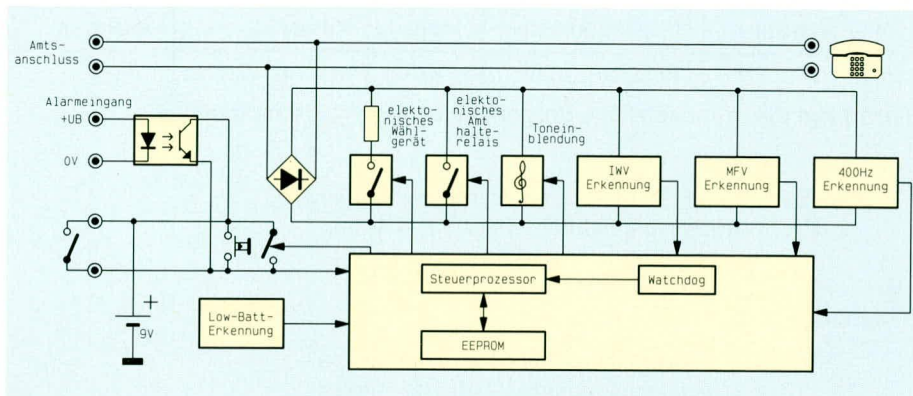 Amts-
anschluss
Alarmeingang
+UB
0V
elekto-
nisches
Wähl-
gerät
elekto-
nisches
Amt
halte-
relais
Tonein-
blendung
IWV
Erkennung
MFV
Erkennung
400Hz
Erkennung
Steuerprozessor
Watchdog
EEPROM
Low-Batt-
Erkennung
+
9V